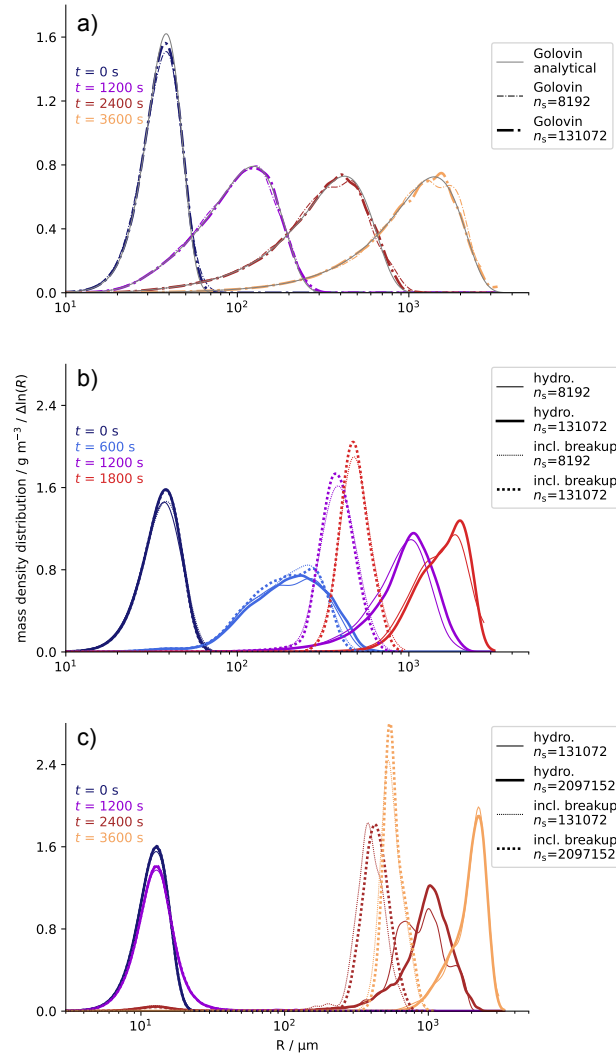 a)
1.6
1.2
0.8
0.4
0.0
t = 0 s
t = 1200 s
t = 2400 s
t = 3600 s
Golovin
analytical
Golovin
nₛ=8192
Golovin
nₛ=131072
10¹ 10² 10³
b)
2.4
1.6
0.8
0.0
mass density distribution / g m⁻³ / Δln(R)
t = 0 s
t = 600 s
t = 1200 s
t = 1800 s
hydro.
nₛ=8192
hydro.
nₛ=131072
incl. breakup
nₛ=8192
incl. breakup
nₛ=131072
10¹ 10² 10³
c)
2.4
1.6
0.8
0.0
t = 0 s
t = 1200 s
t = 2400 s
t = 3600 s
hydro.
nₛ=131072
hydro.
nₛ=2097152
incl. breakup
nₛ=131072
incl. breakup
nₛ=2097152
10¹ 10² 10³
R / μm